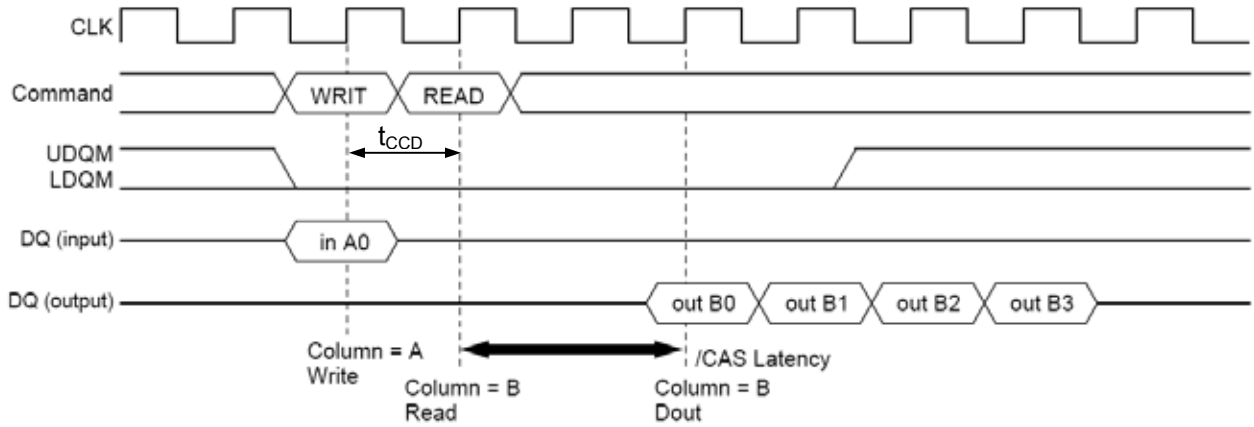 CLK
Command WRIT READ
tCCD
UDQM
LDQM
DQ (input) in A0
DQ (output) out B0 out B1 out B2 out B3
Column = A
Write
/CAS Latency
Column = B
Read
Column = B
Dout